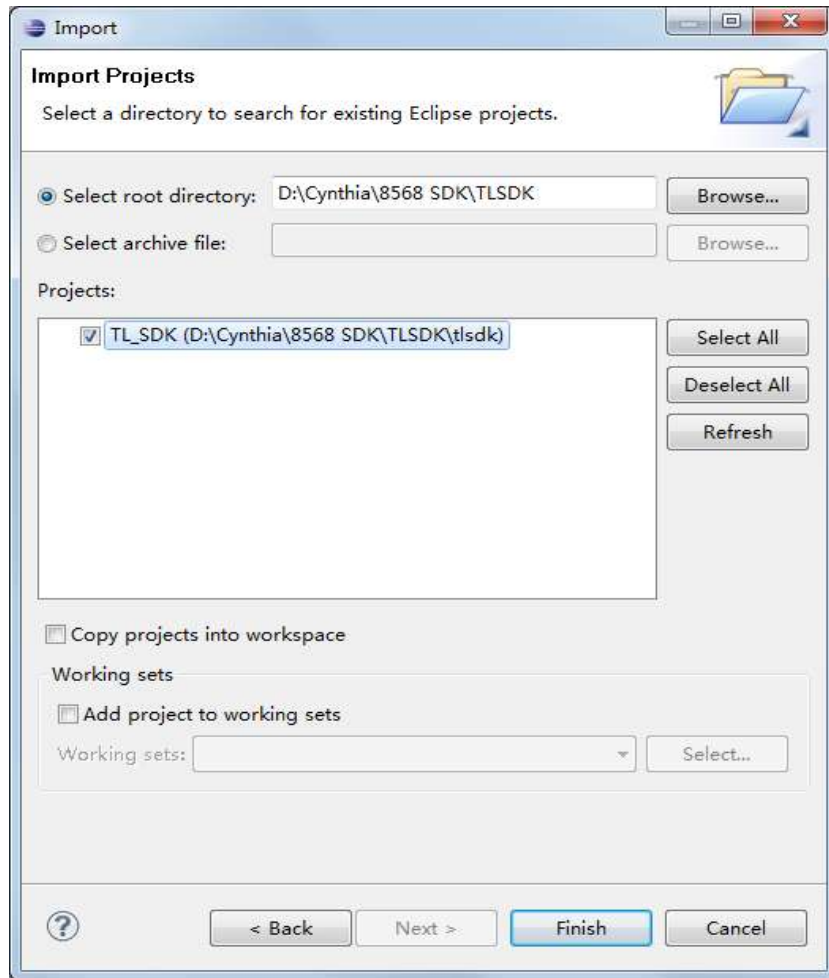 Import
Import Projects
Select a directory to search for existing Eclipse projects.
Select root directory: D:\Cynthia\8568 SDK\TLSDK Browse...
Select archive file: Browse...
Projects:
TL_SDK (D:\Cynthia\8568 SDK\TLSDK\tlsdk)
Select All
Deselect All
Refresh
Copy projects into workspace
Working sets
Add project to working sets
Working sets: Select...
< Back Next > Finish Cancel